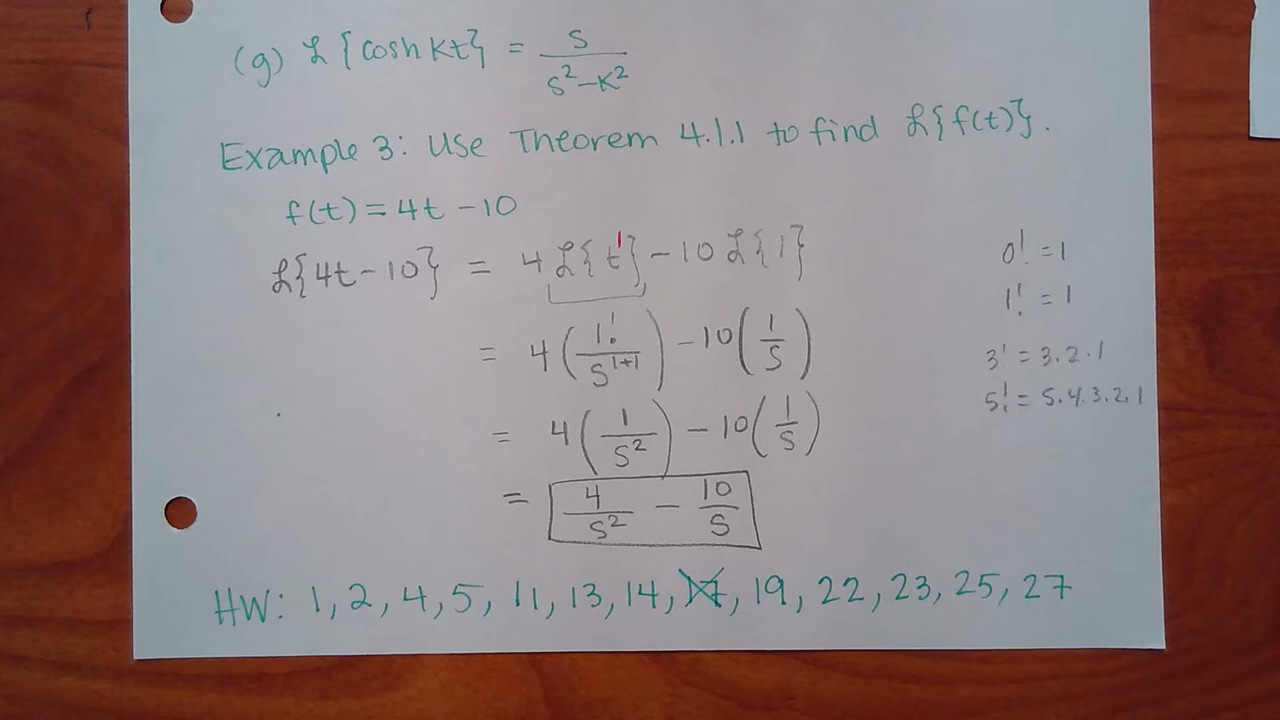 (g) ℒ{cosh kt} = s/(s²-k²)
Example 3: Use Theorem 4.1.1 to find ℒ{f(t)}.
f(t) = 4t - 10
ℒ{4t - 10} = 4 ℒ{t¹} - 10 ℒ{1}
= 4(1!/s¹⁺¹) - 10(1/s)
= 4(1/s²) - 10(1/s)
= 4/s² - 10/s
0! = 1
1! = 1
3! = 3.2.1
5! = 5.4.3.2.1
HW: 1, 2, 4, 5, 11, 13, 14, 17, 19, 22, 23, 25, 27